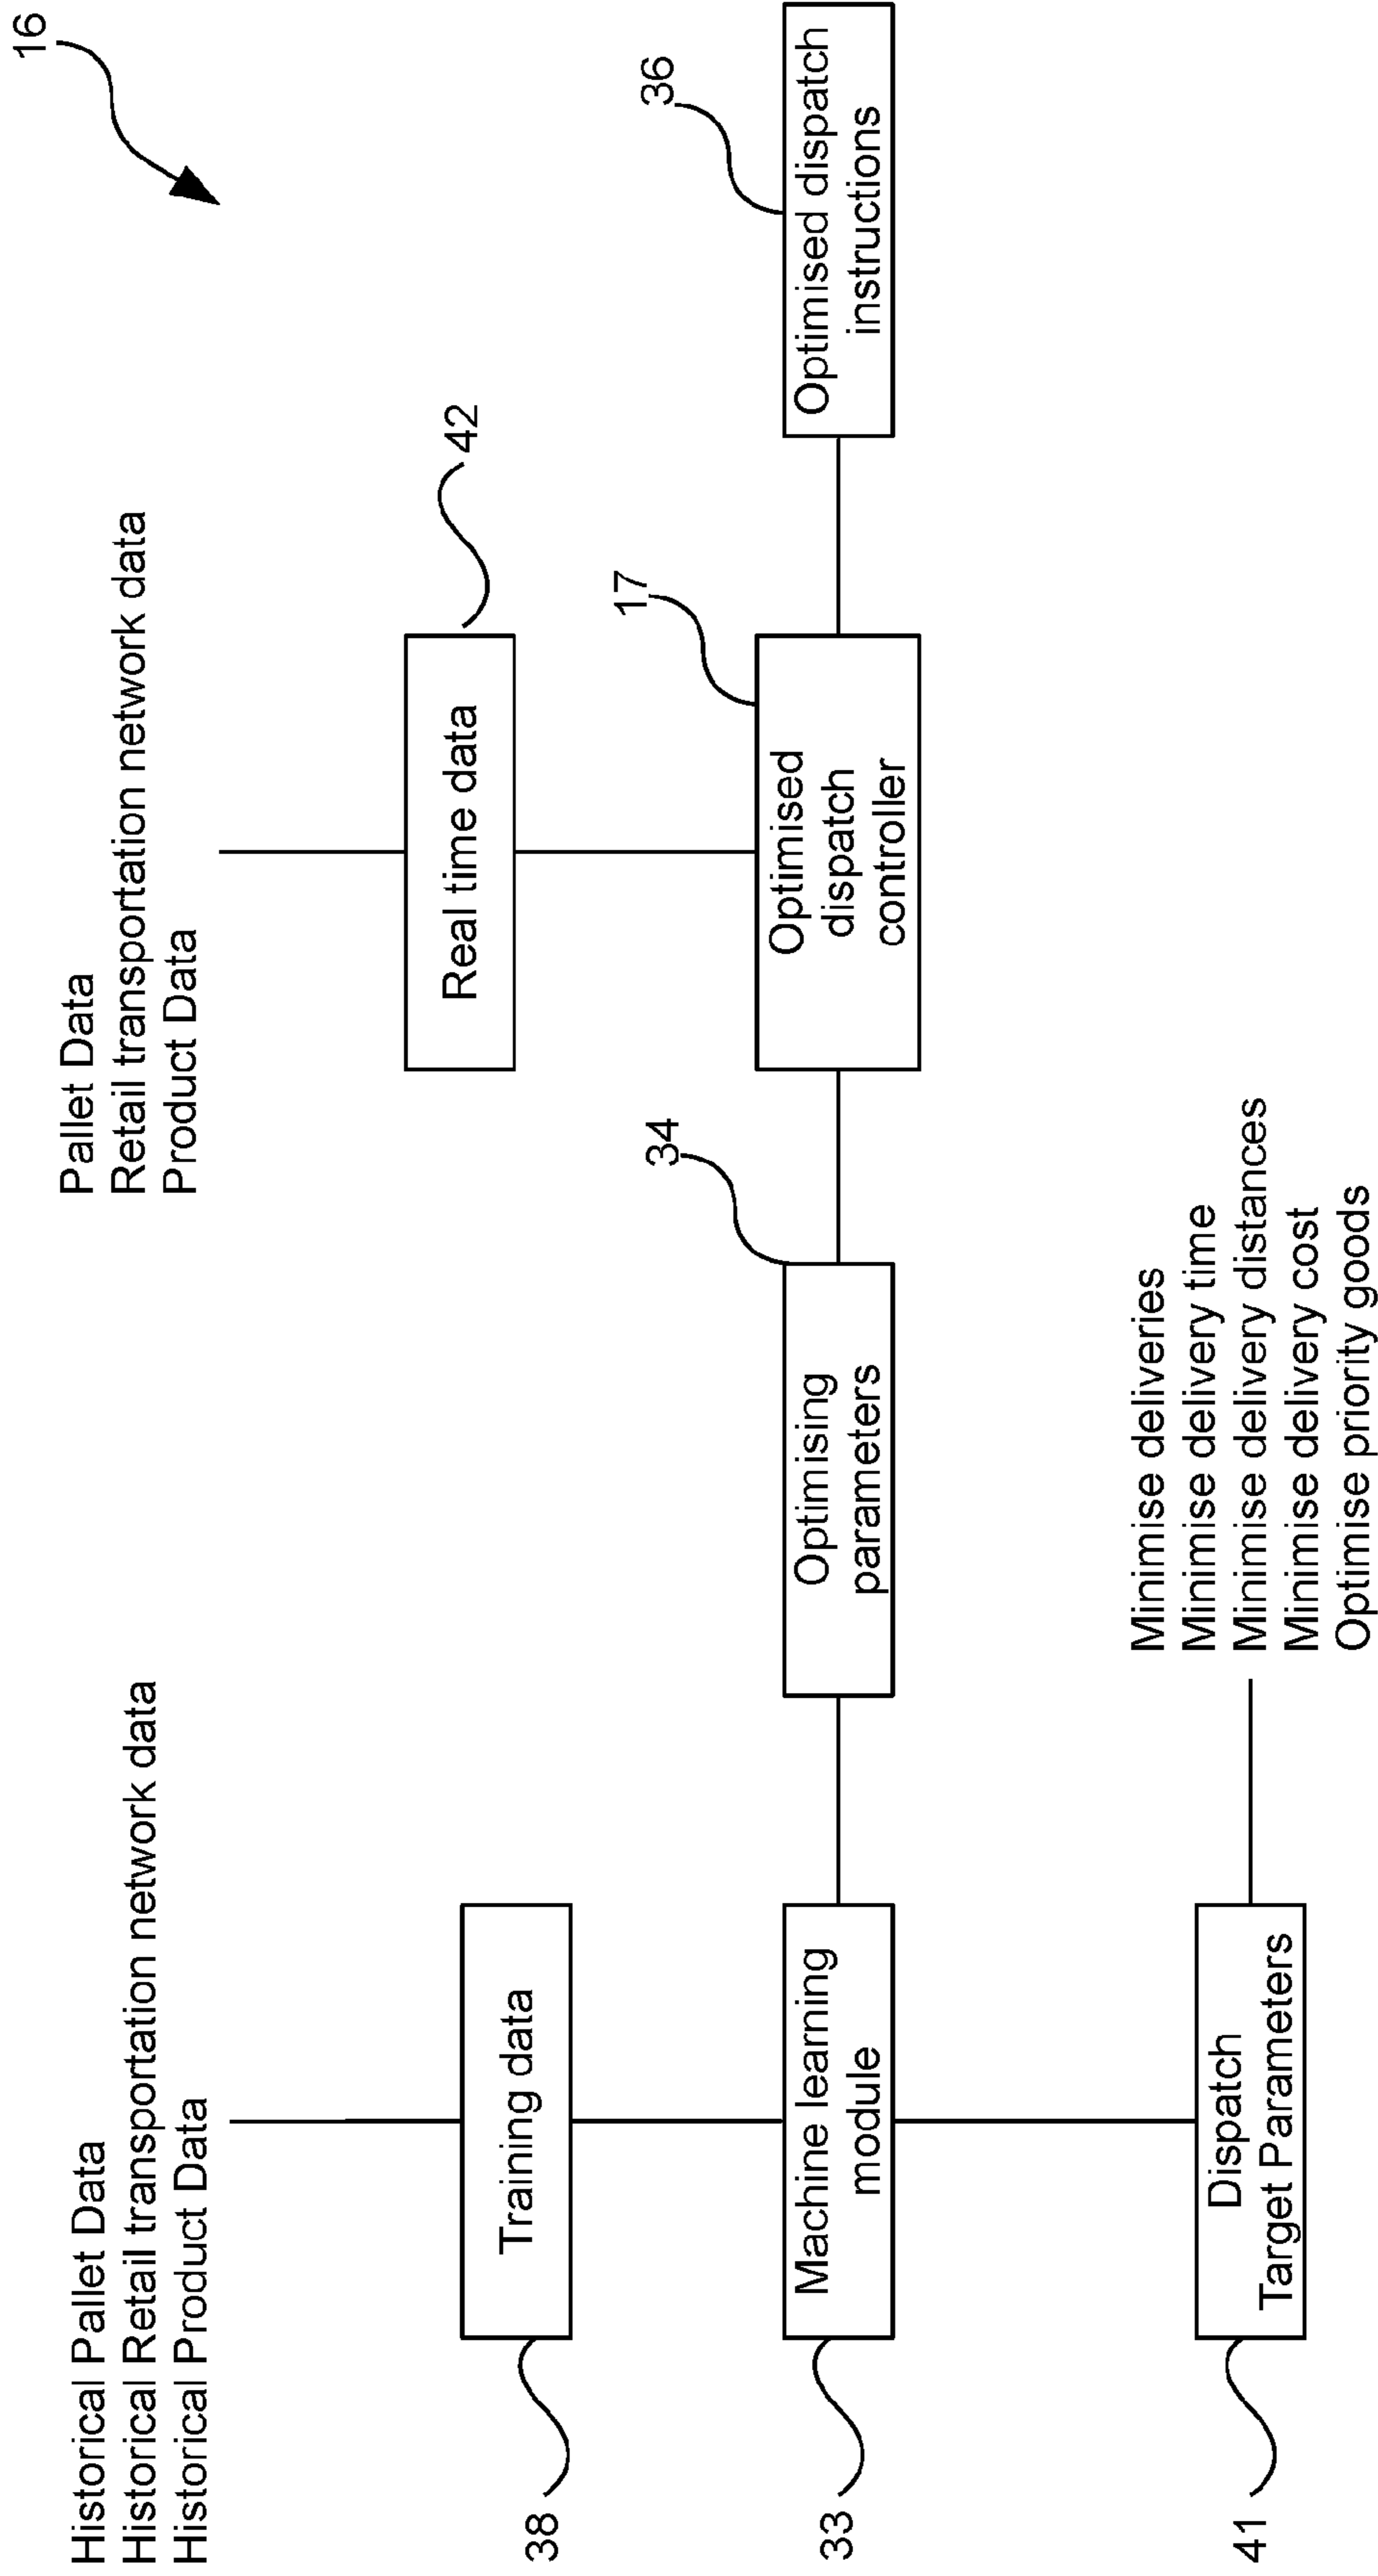 16
Historical Pallet Data
Historical Retail transportation network data
Historical Product Data
Pallet Data
Retail transportation network data
Product Data
42
38
Training data
Real time data
34
17
36
33
Machine learning
module
Optimising
parameters
Optimised
dispatch
controller
Optimised dispatch
instructions
41
Dispatch
Target Parameters
Minimise deliveries
Minimise delivery time
Minimise delivery distances
Minimise delivery cost
Optimise priority goods